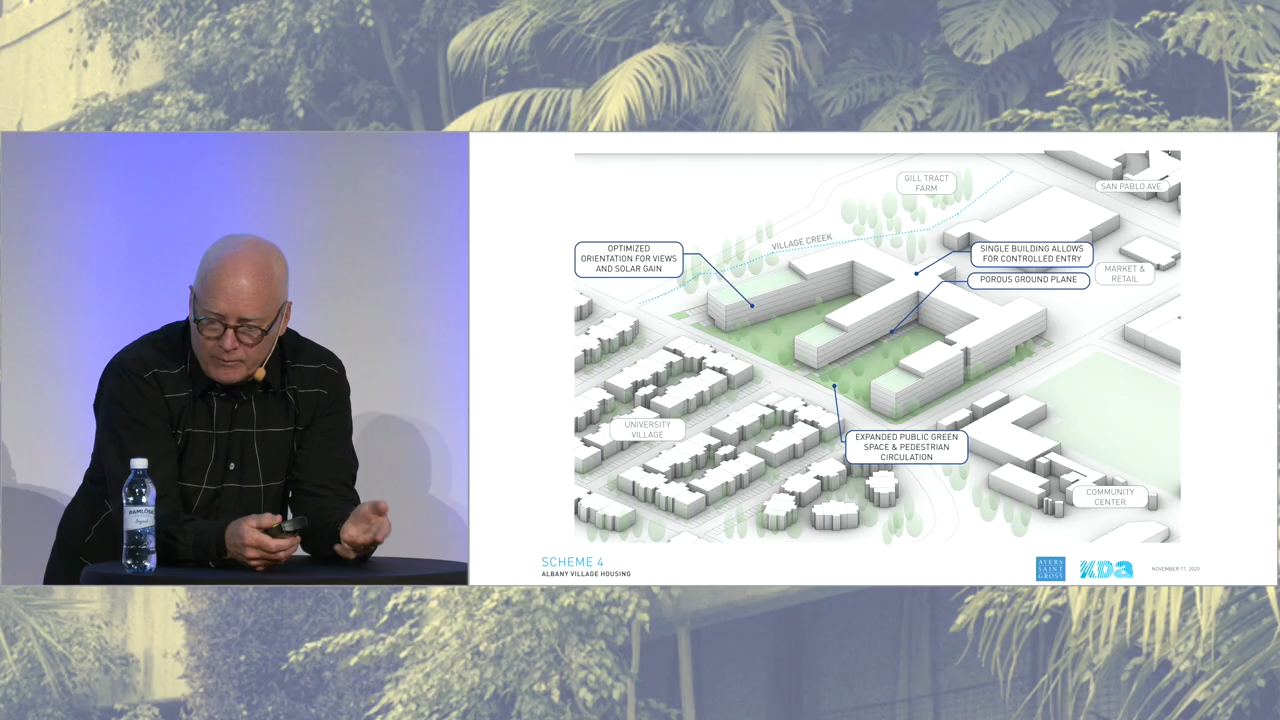 GILL TRACT
FARM
SAN PABLO AVE
VILLAGE CREEK
OPTIMIZED
ORIENTATION FOR VIEWS
AND SOLAR GAIN
SINGLE BUILDING ALLOWS
FOR CONTROLLED ENTRY
MARKET &
RETAIL
POROUS GROUND PLANE
UNIVERSITY
VILLAGE
EXPANDED PUBLIC GREEN
SPACE & PEDESTRIAN
CIRCULATION
COMMUNITY
CENTER
RAMLÖSA
Original
SCHEME 4
ALBANY VILLAGE HOUSING
AYERS
SAINT
GROSS
XDA
NOVEMBER 17, 2020